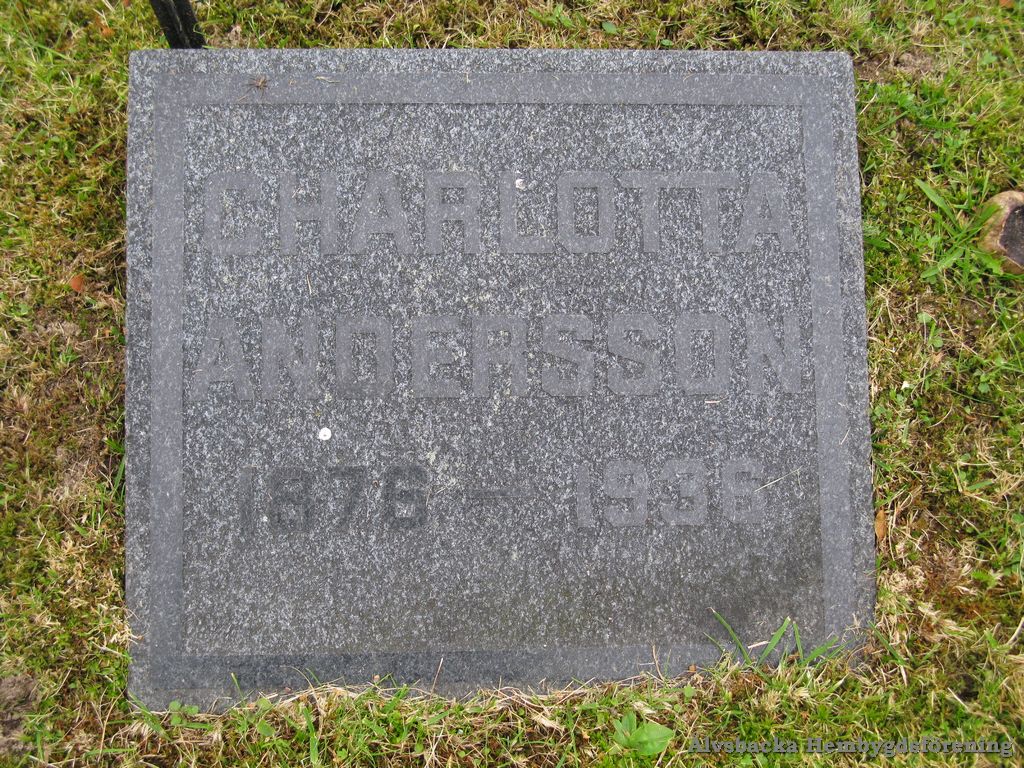 CHARLOTTA
ANDERSSON
1876 — 1936
Alvsbacka Hembygdsförening